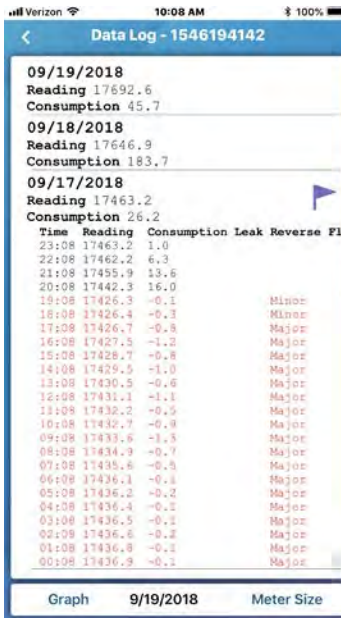 Verizon 10:08 AM 100%
Data Log - 1546194142
09/19/2018
Reading 17692.6
Consumption 45.7
09/18/2018
Reading 17646.9
Consumption 183.7
09/17/2018
Reading 17463.2
Consumption 26.2
Time Reading Consumption Leak Reverse Fl
23:08 17463.2 1.0
22:08 17462.2 6.3
21:08 17455.9 13.6
20:08 17442.3 16.0
19:08 17426.3 -0.1 Minor
18:08 17426.4 -0.3 Minor
17:08 17426.7 -0.8 Major
16:08 17427.5 -1.2 Major
15:08 17428.7 -0.8 Major
14:08 17429.5 -1.0 Major
13:08 17430.5 -0.6 Major
12:08 17431.1 -1.1 Major
11:08 17432.2 -0.5 Major
10:08 17432.7 -0.9 Major
09:08 17433.6 -1.3 Major
08:08 17434.9 -0.7 Major
07:08 17435.6 -0.5 Major
06:08 17436.1 -0.1 Major
05:08 17436.2 -0.2 Major
04:08 17436.4 -0.1 Major
03:08 17436.5 -0.1 Major
02:08 17436.6 -0.2 Major
01:08 17436.8 -0.1 Major
00:08 17436.9 -0.1 Major
Graph 9/19/2018 Meter Size